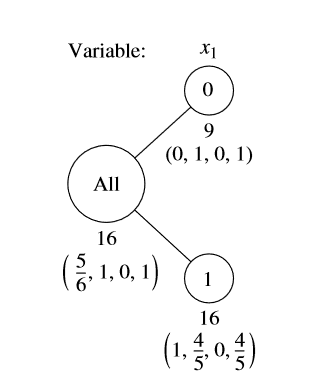 Variable: x₁
0
9
(0, 1, 0, 1)
All
16
(5/6, 1, 0, 1)
1
16
(1, 4/5, 0, 4/5)